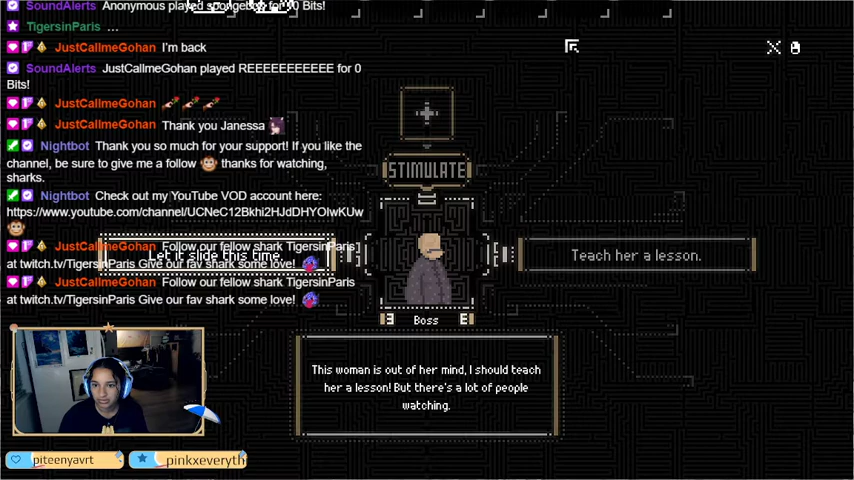 SoundAlerts Anonymous played spongebob for 0 Bits!
TigersinParis ...
JustCallmeGohan I'm back
SoundAlerts JustCallmeGohan played REEEEEEEEEEE for 0
Bits!
JustCallmeGohan
JustCallmeGohan Thank you Janessa
Nightbot Thank you so much for your support! If you like the
channel, be sure to give me a follow thanks for watching,
sharks.
Nightbot Check out my YouTube VOD account here:
https://www.youtube.com/channel/
JustCallmeGohan Follow our fellow shark TigersinParis
at twitch.tv/TigersinParis Give our fav shark some love!
JustCallmeGohan Follow our fellow shark TigersinParis
at twitch.tv/TigersinParis Give our fav shark some love!
STIMULATE
Let it slide this time.
Teach her a lesson.
Boss
This woman is out of her mind, I should teach
her a lesson! But there's a lot of people
watching.
piteenyavrt
pinkxeveryth